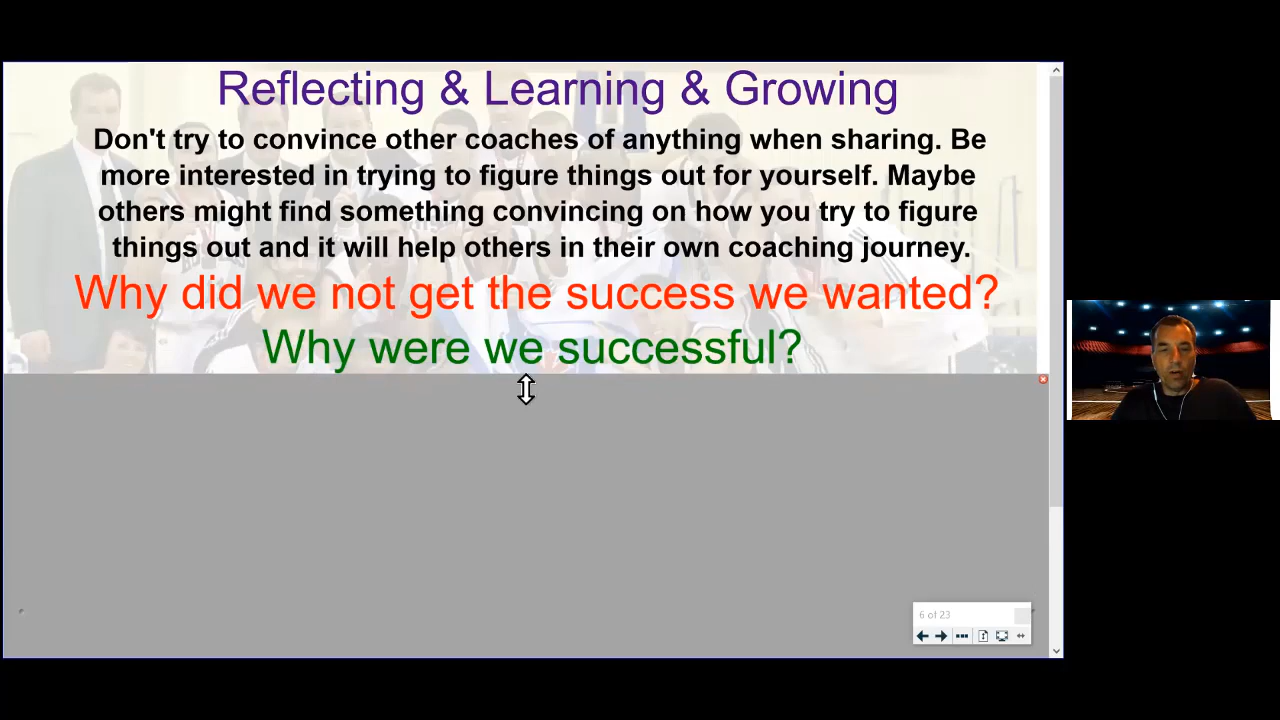 Reflecting & Learning & Growing
Don't try to convince other coaches of anything when sharing. Be
more interested in trying to figure things out for yourself. Maybe
others might find something convincing on how you try to figure
things out and it will help others in their own coaching journey.
Why did we not get the success we wanted?
Why were we successful?
6 of 23